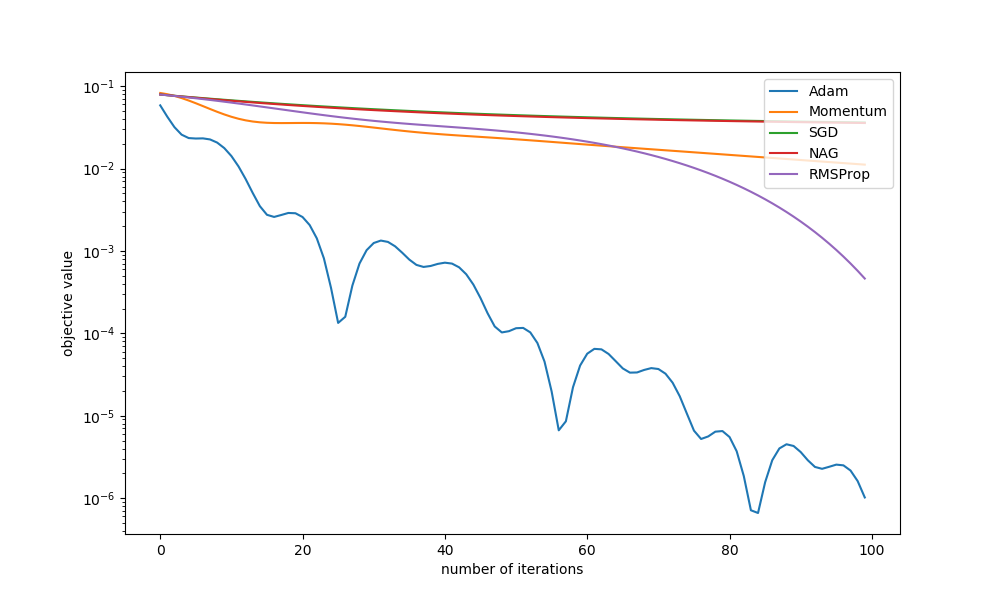 10⁻¹
10⁻²
10⁻³
10⁻⁴
10⁻⁵
10⁻⁶
objective value
0 20 40 60 80 100
number of iterations
Adam
Momentum
SGD
NAG
RMSProp